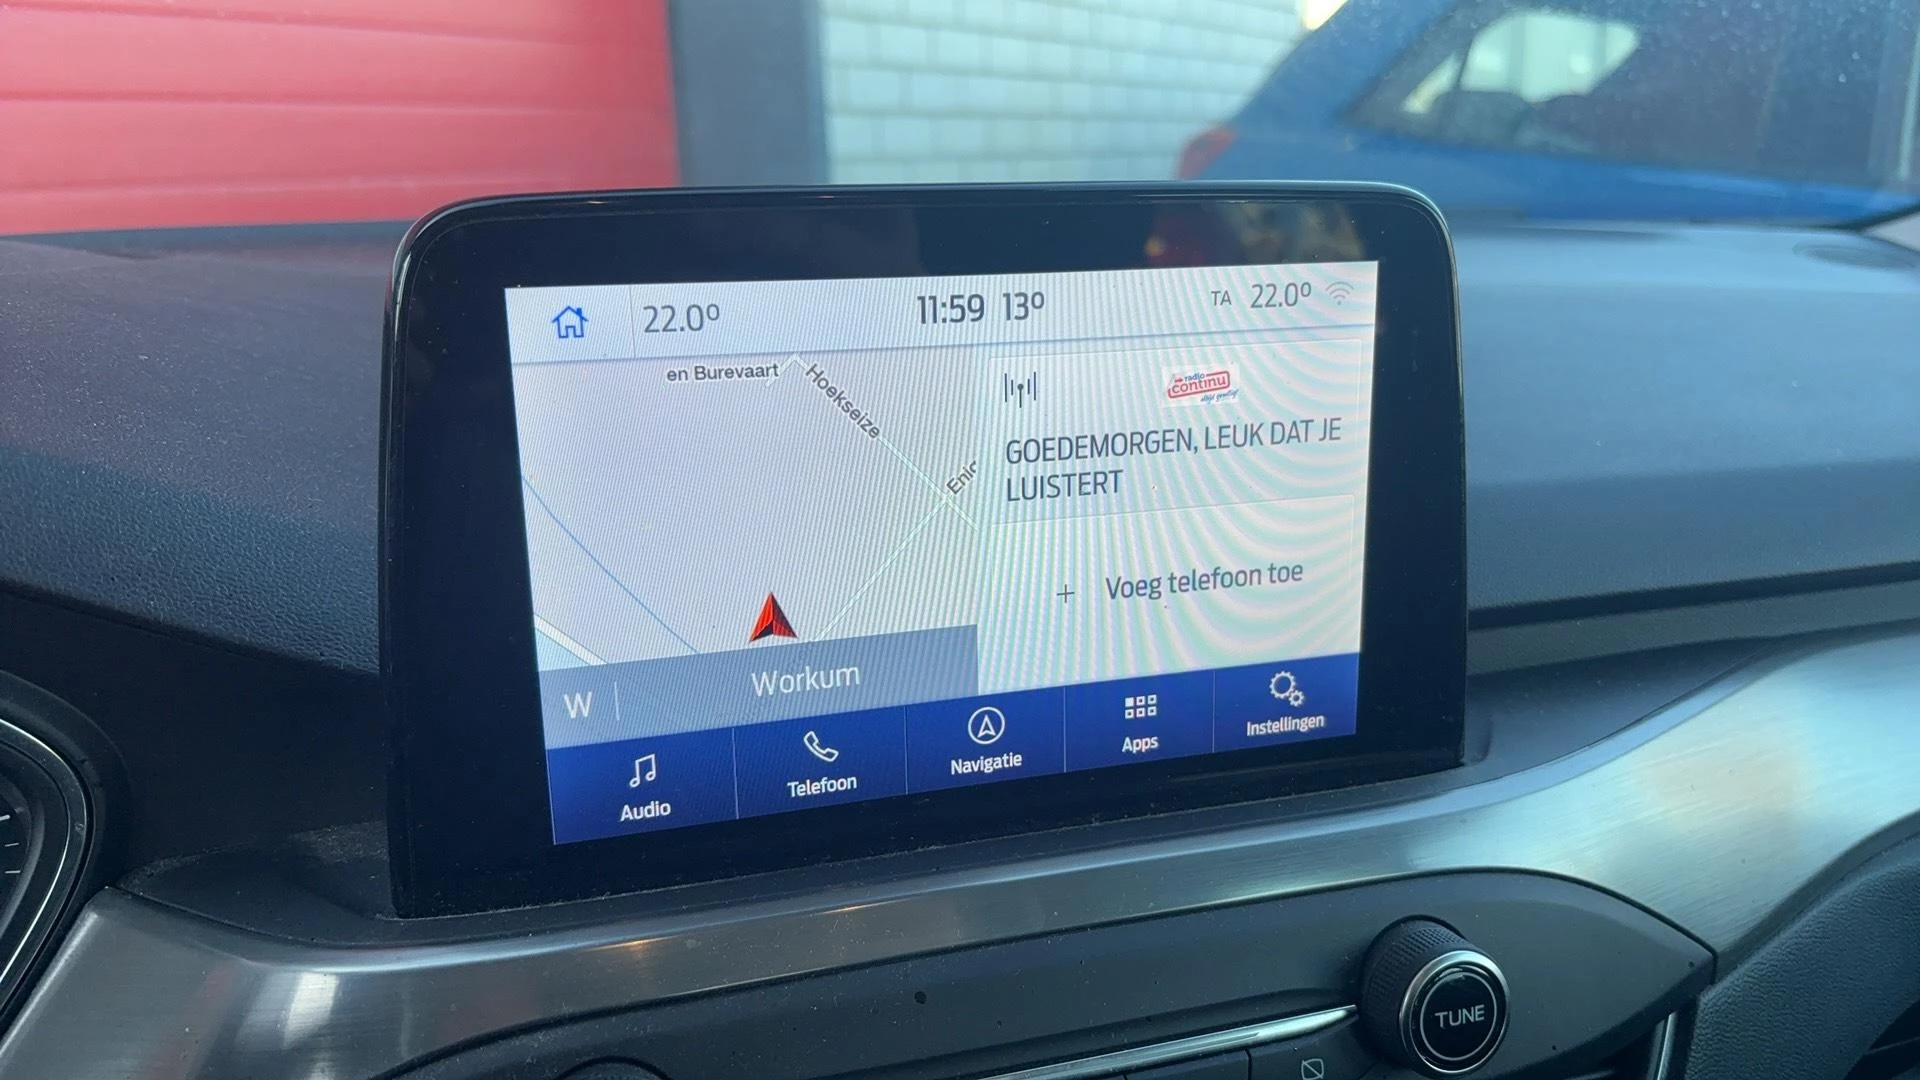 22.0°
11:59 13°
TA 22.0°
en Burevaart
Hoekseize
radio
continu
GOEDEMORGEN, LEUK DAT JE
LUISTERT
+ Voeg telefoon toe
W
Workum
Audio
Telefoon
Navigatie
Apps
Instellingen
TUNE